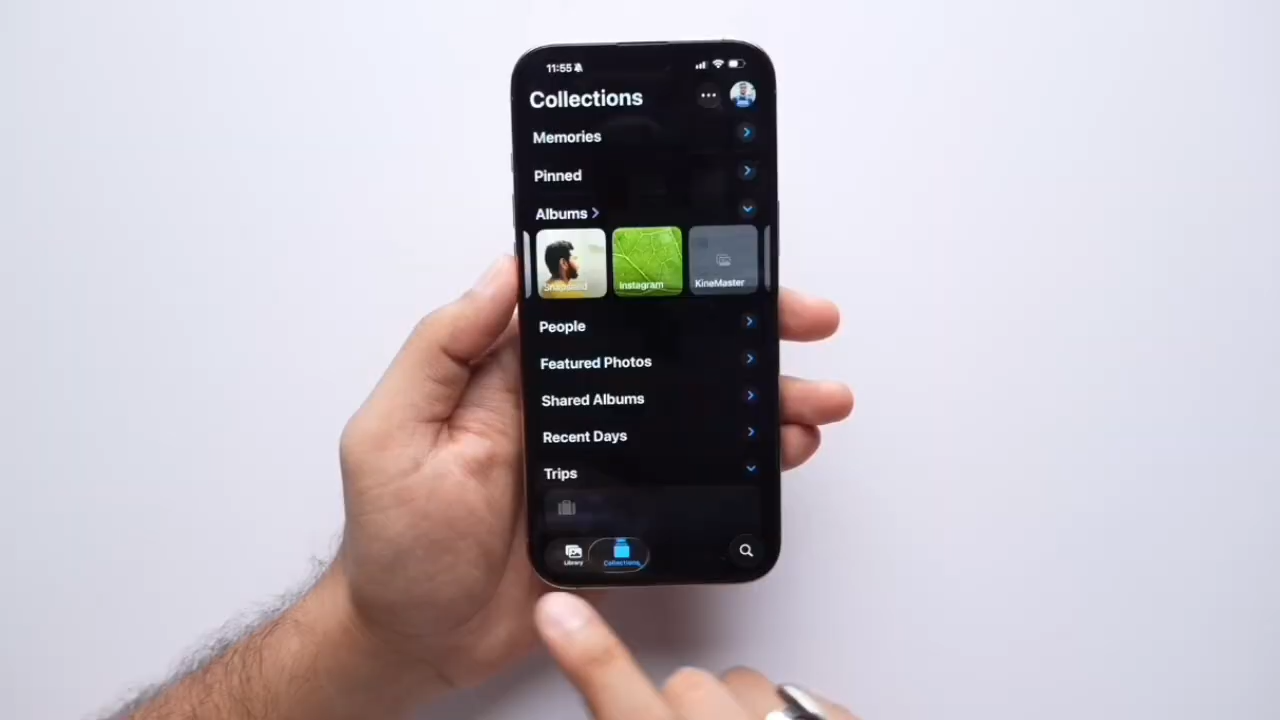 11:55
Collections
Memories
Pinned
Albums
Snapseed
Instagram
KineMaster
People
Featured Photos
Shared Albums
Recent Days
Trips
Library
Collections